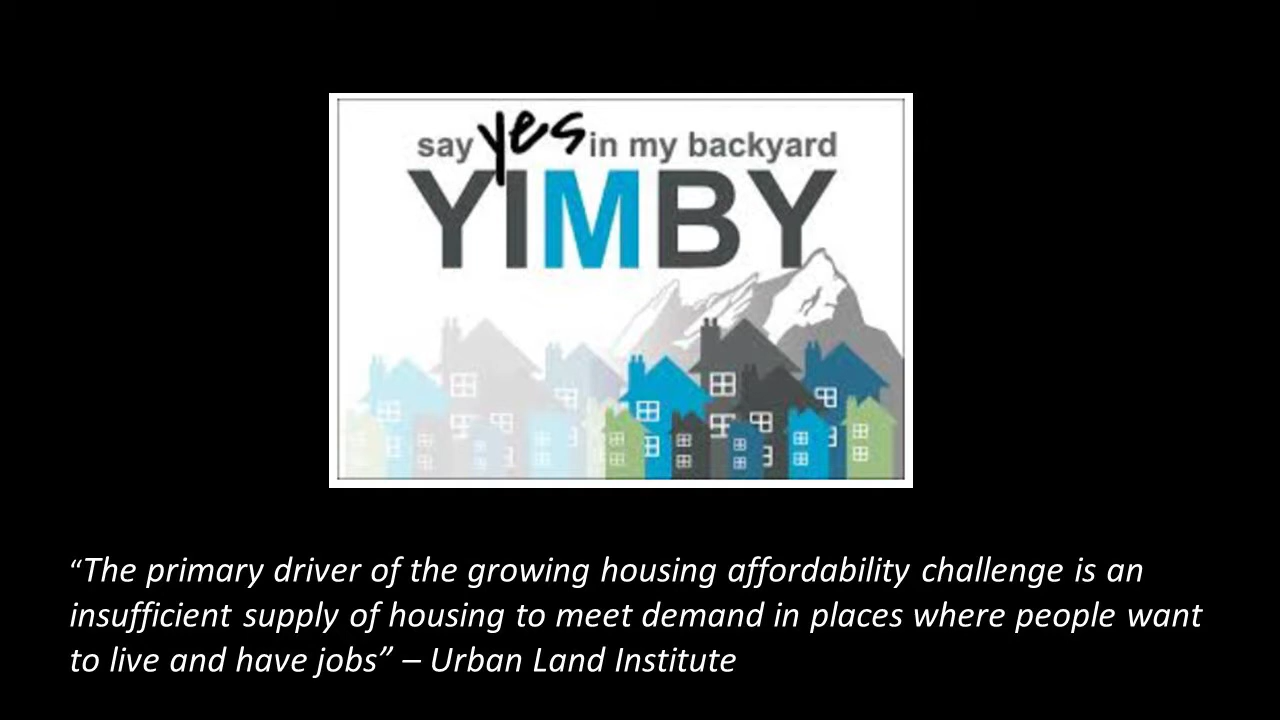 say yes in my backyard
YIMBY
“The primary driver of the growing housing affordability challenge is an
insufficient supply of housing to meet demand in places where people want
to live and have jobs” – Urban Land Institute